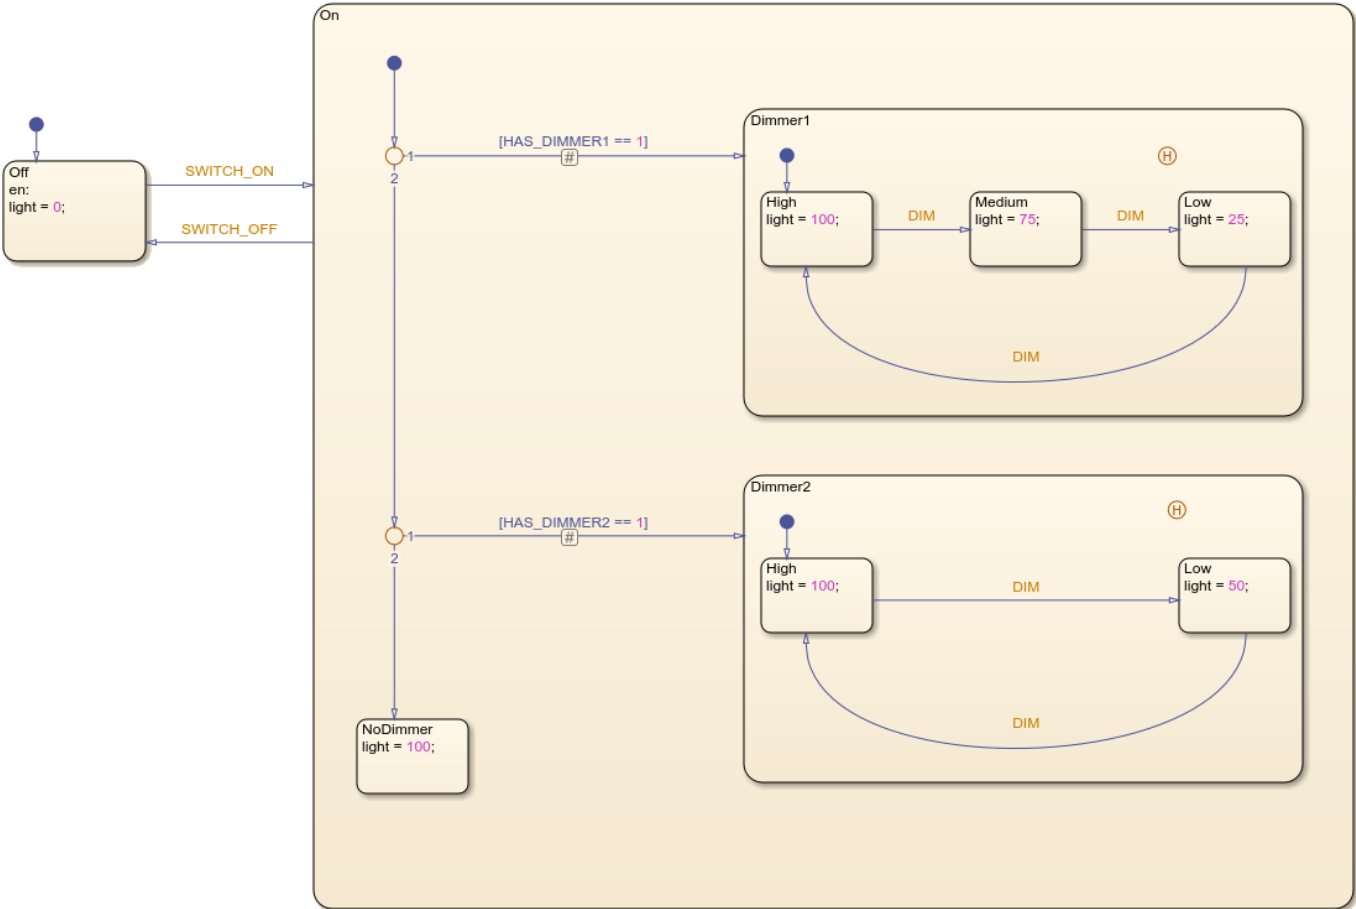 On
Off
en:
light = 0;
SWITCH_ON
SWITCH_OFF
1
2
[HAS_DIMMER1 == 1]
#
Dimmer1
H
High
light = 100;
DIM
Medium
light = 75;
DIM
Low
light = 25;
DIM
1
2
[HAS_DIMMER2 == 1]
#
Dimmer2
H
High
light = 100;
DIM
Low
light = 50;
DIM
NoDimmer
light = 100;